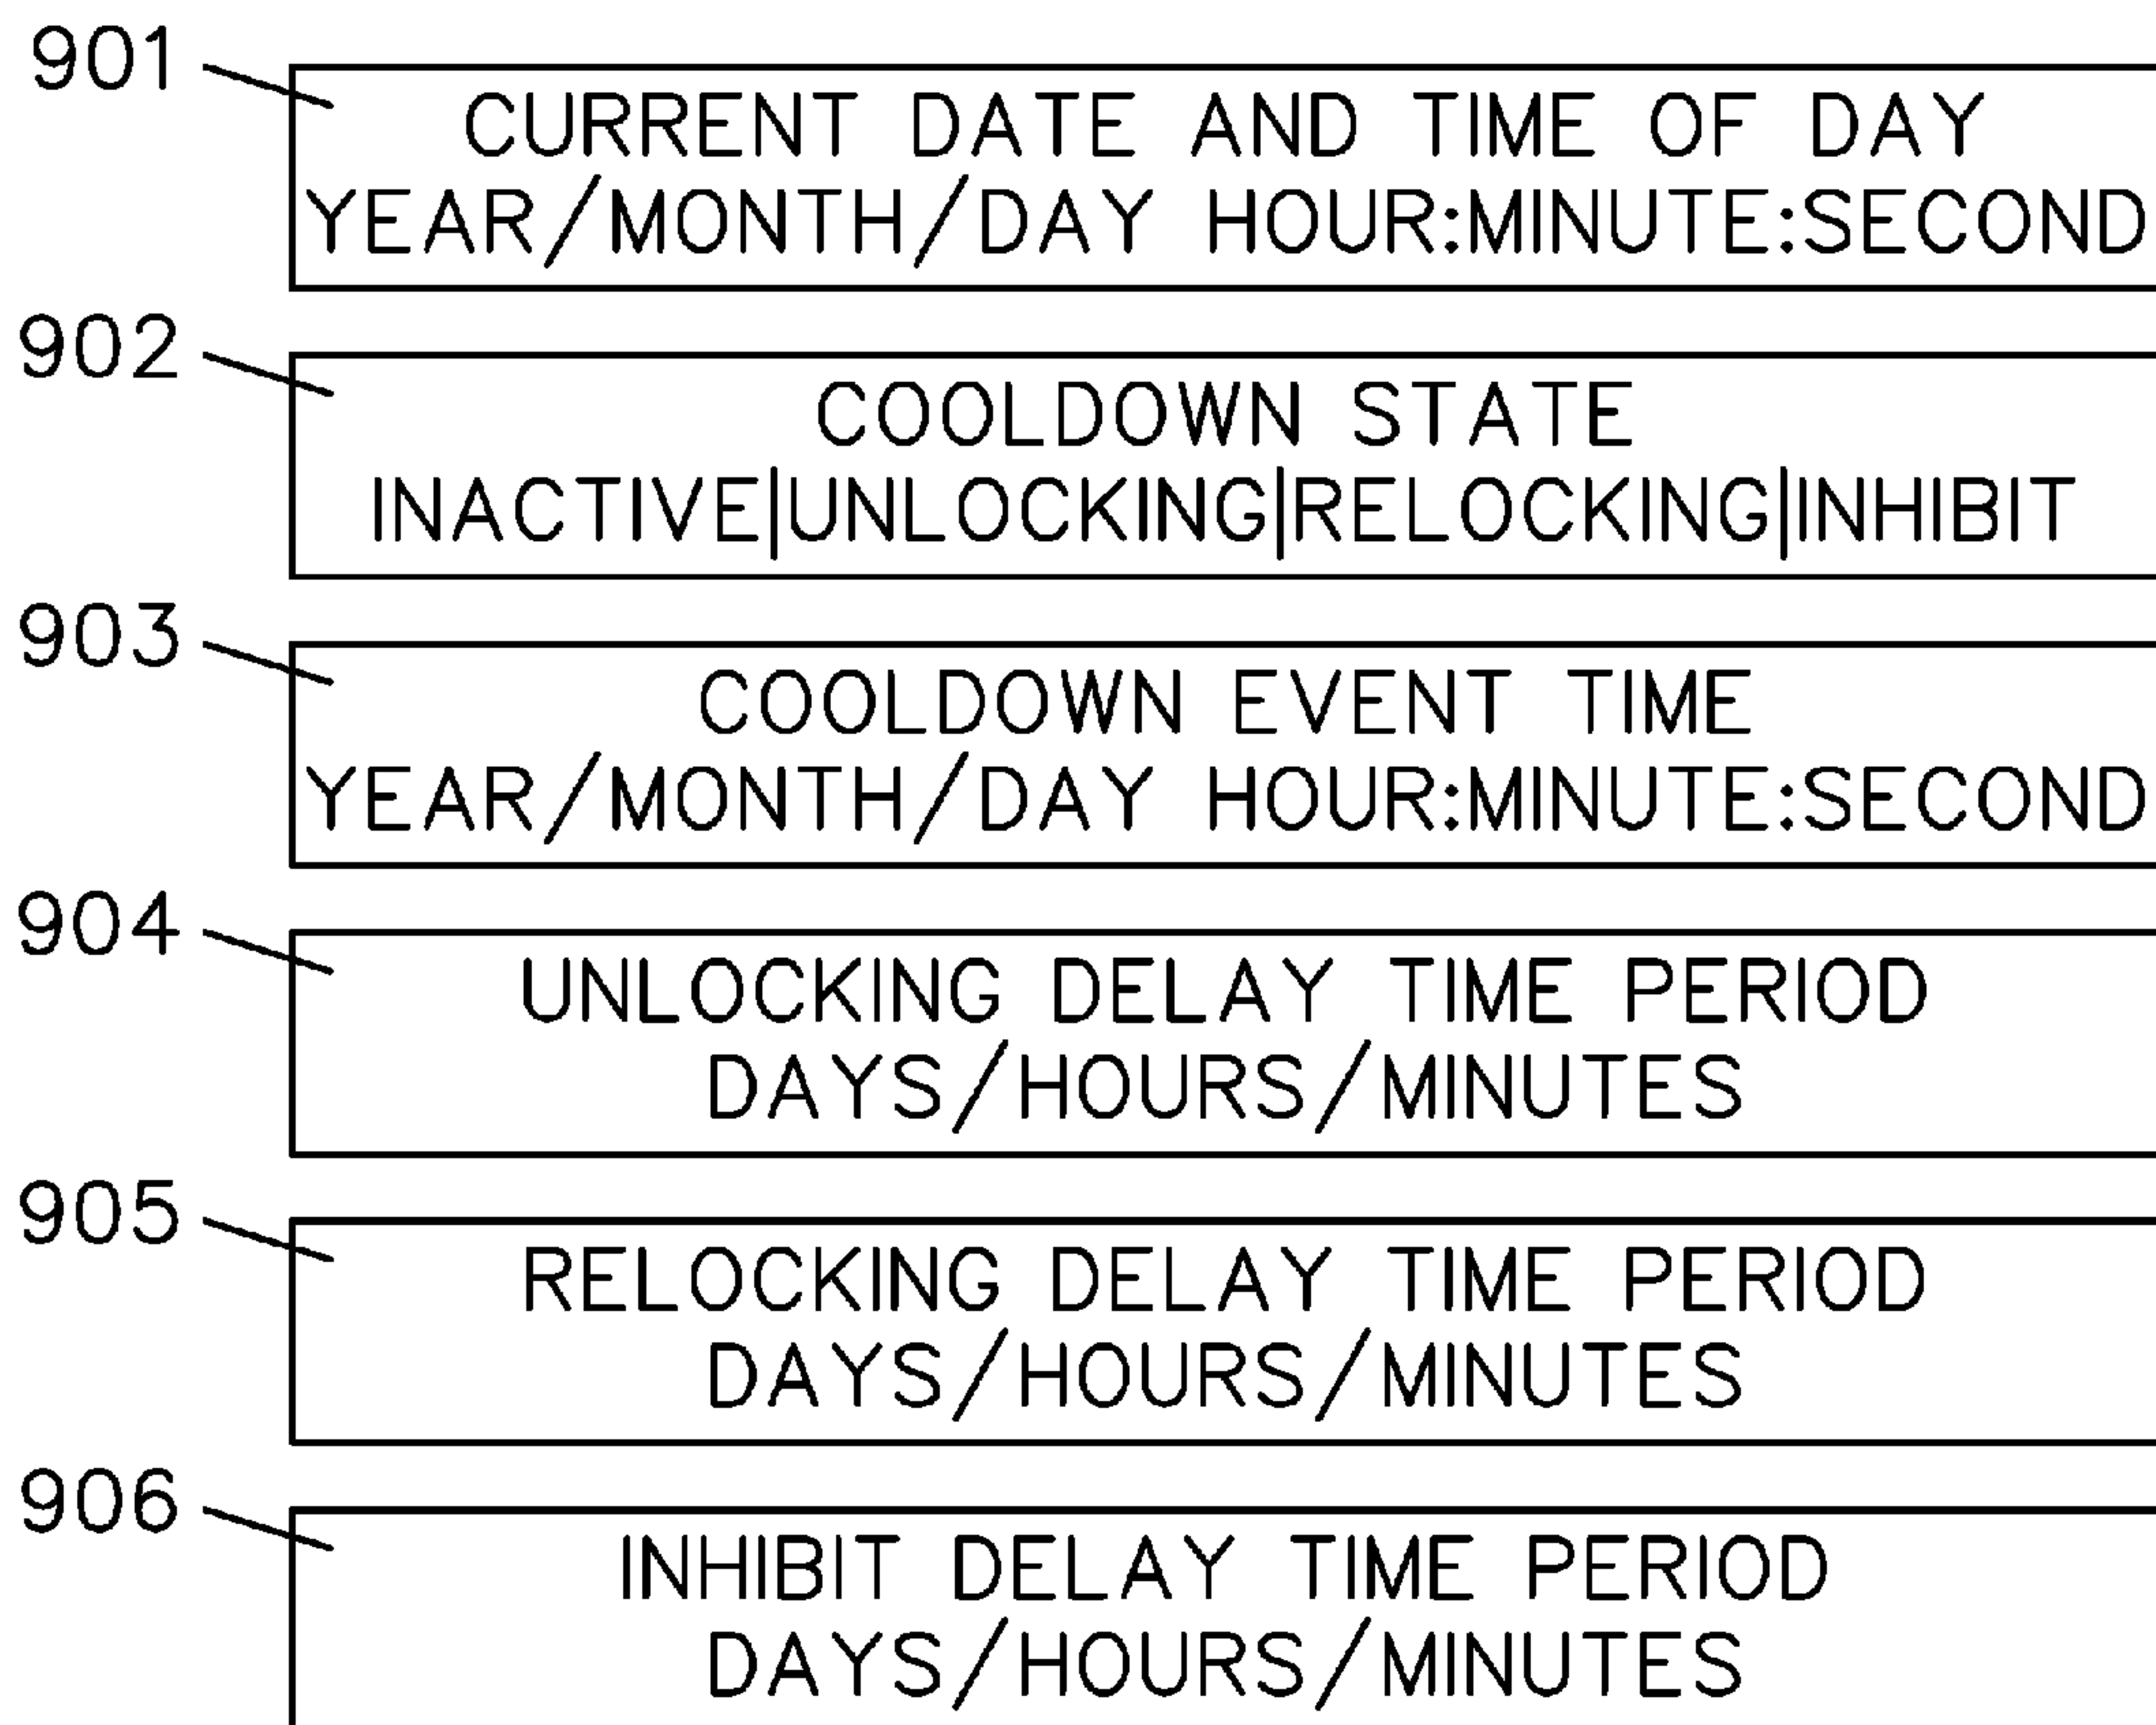 901
CURRENT DATE AND TIME OF DAY
YEAR/MONTH/DAY HOUR:MINUTE:SECOND
902
COOLDOWN STATE
INACTIVE|UNLOCKING|RELOCKING|INHIBIT
903
COOLDOWN EVENT TIME
YEAR/MONTH/DAY HOUR:MINUTE:SECOND
904
UNLOCKING DELAY TIME PERIOD
DAYS/HOURS/MINUTES
905
RELOCKING DELAY TIME PERIOD
DAYS/HOURS/MINUTES
906
INHIBIT DELAY TIME PERIOD
DAYS/HOURS/MINUTES